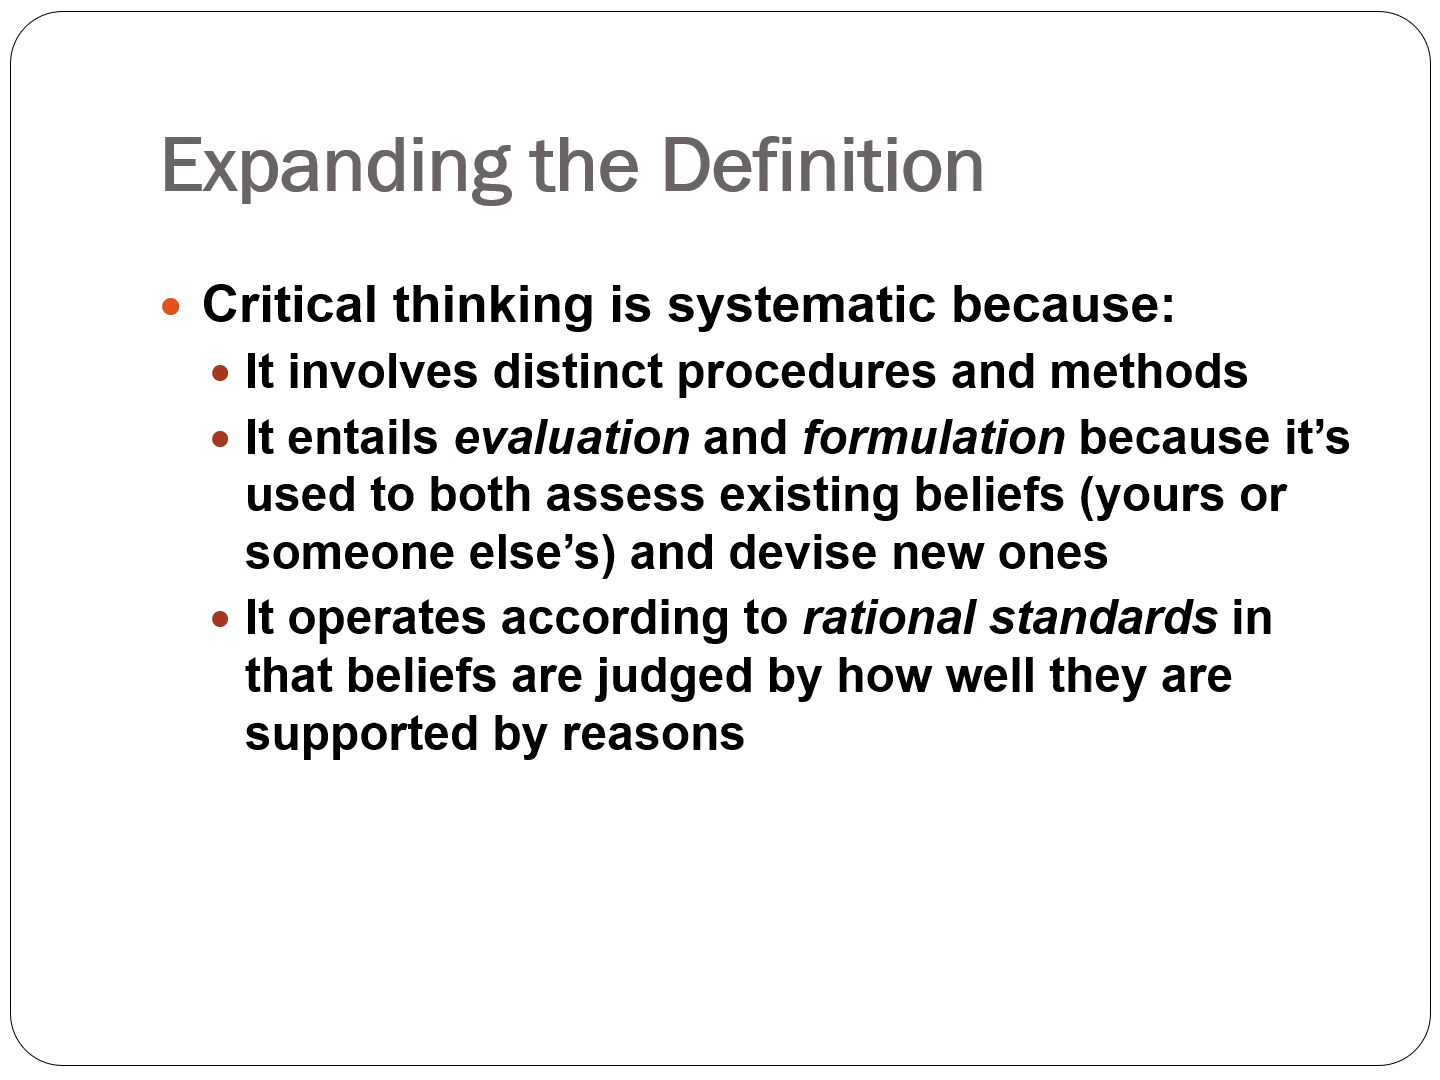 Expanding the Definition
Critical thinking is systematic because:
It involves distinct procedures and methods
It entails evaluation and formulation because it’s
used to both assess existing beliefs (yours or
someone else’s) and devise new ones
It operates according to rational standards in
that beliefs are judged by how well they are
supported by reasons